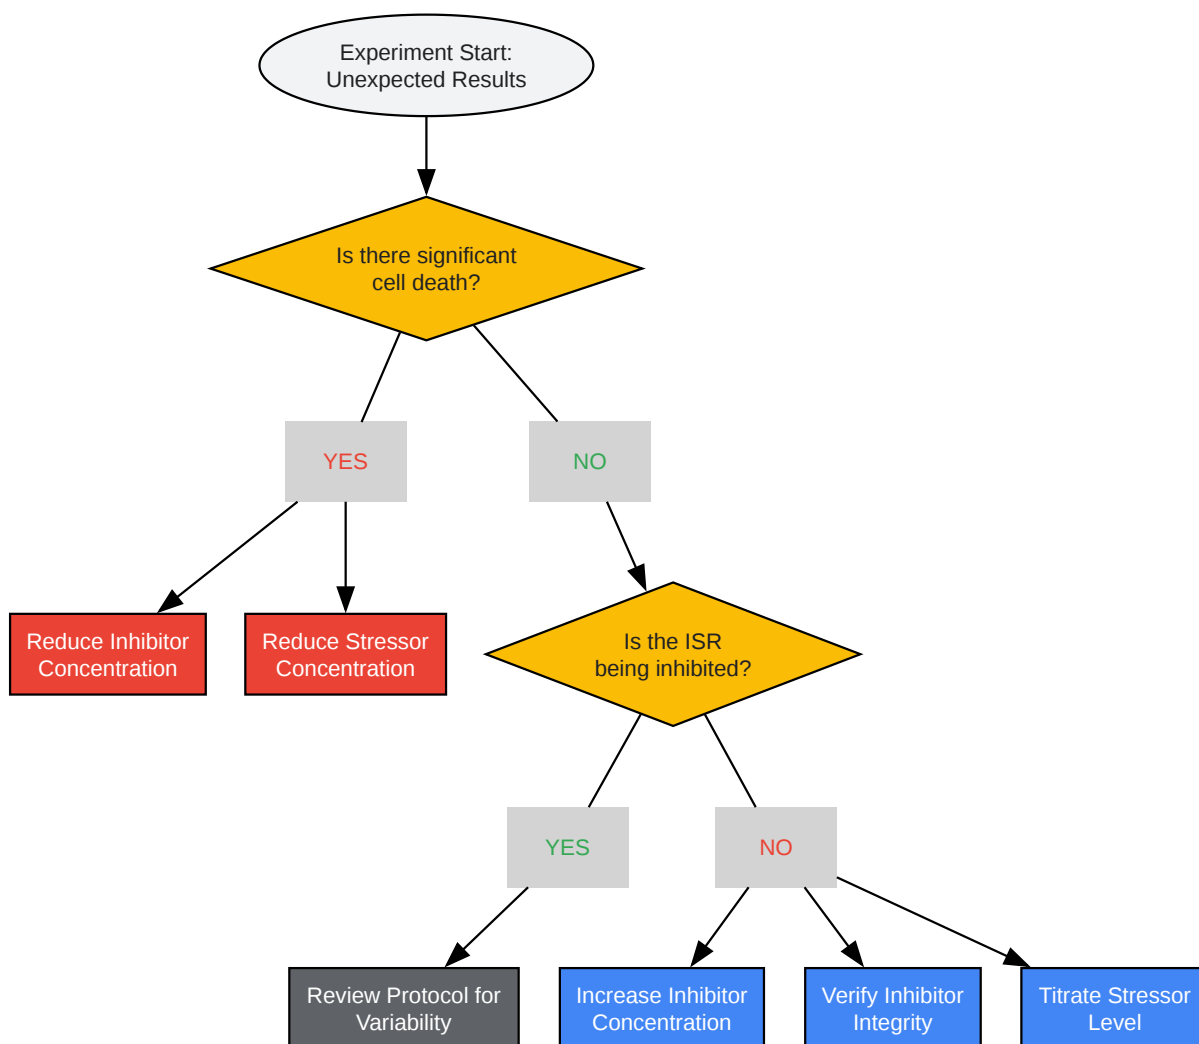 Experiment Start:
Unexpected Results
Is there significant
cell death?
YES
NO
Reduce Inhibitor
Concentration
Reduce Stressor
Concentration
Is the ISR
being inhibited?
YES
NO
Review Protocol for
Variability
Increase Inhibitor
Concentration
Verify Inhibitor
Integrity
Titrate Stressor
Level